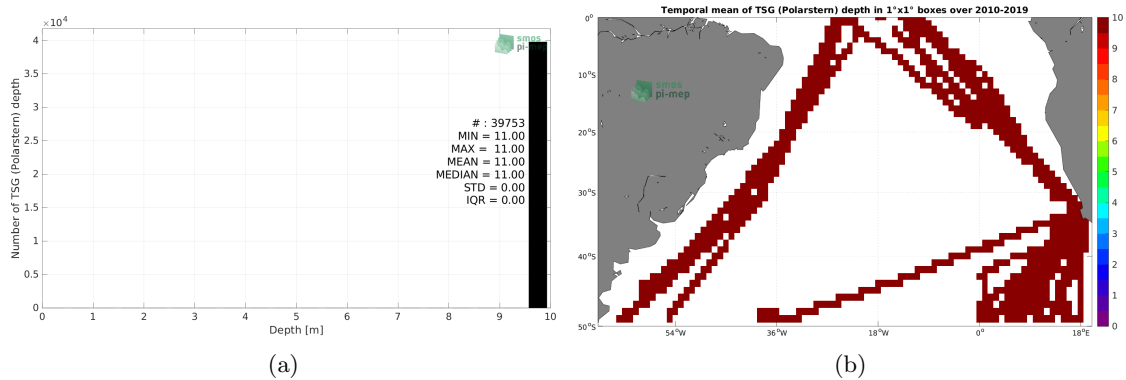 ×10⁴
4
3.5
3
2.5
2
1.5
1
0.5
0
Number of TSG (Polarstern) depth
smos
pi-mep
# : 39753
MIN = 11.00
MAX = 11.00
MEAN = 11.00
MEDIAN = 11.00
STD = 0.00
IQR = 0.00
0 1 2 3 4 5 6 7 8 9 10
Depth [m]
(a)
Temporal mean of TSG (Polarstern) depth in 1°x1° boxes over 2010-2019
0°
10°S
20°S
30°S
40°S
50°S
smos
pi-mep
54°W 36°W 18°W 0° 18°E
10
9
8
7
6
5
4
3
2
1
0
(b)